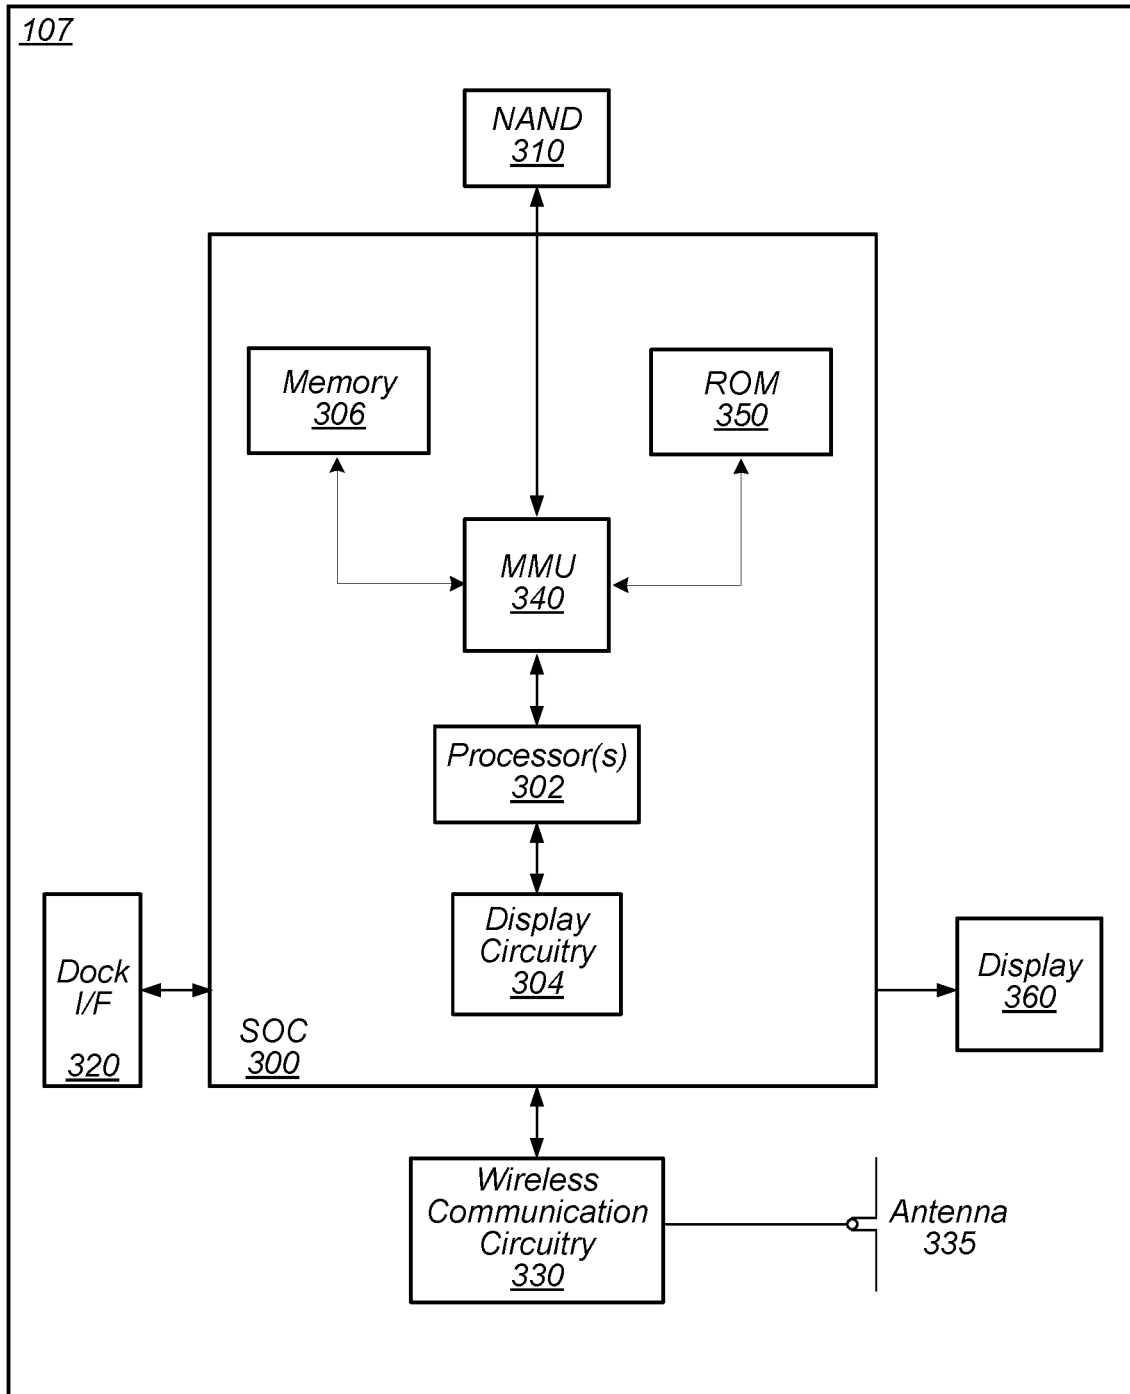 107
NAND
310
Memory
306
ROM
350
MMU
340
Processor(s)
302
Display
Circuitry
304
Dock
I/F
320
SOC
300
Display
360
Wireless
Communication
Circuitry
330
Antenna
335